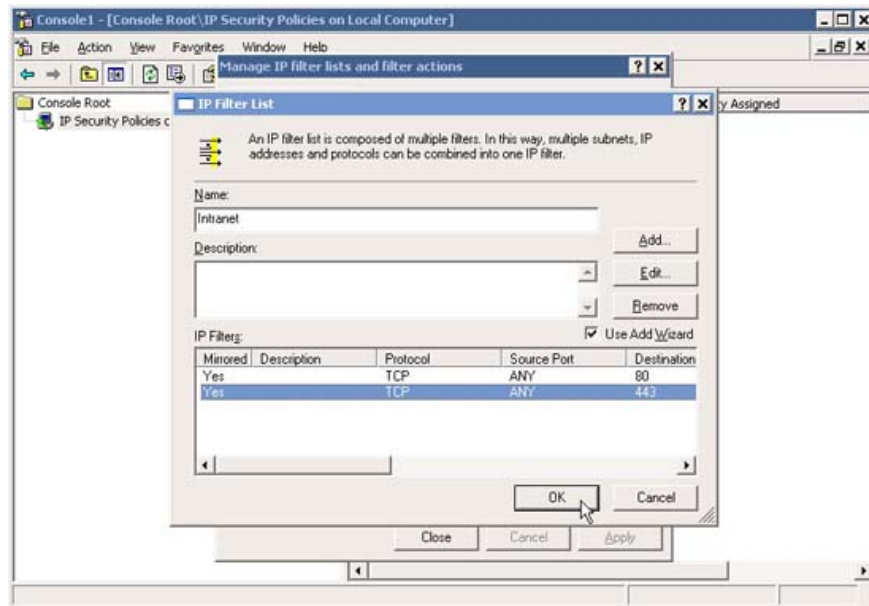 Console1 - [Console Root\IP Security Policies on Local Computer]
File Action View Favorites Window Help
Manage IP filter lists and filter actions
Console Root
IP Security Policies c
y Assigned
IP Filter List
An IP filter list is composed of multiple filters. In this way, multiple subnets, IP
addresses and protocols can be combined into one IP filter.
Name:
Intranet
Description:
Add...
Edit...
Remove
IP Filters:
Use Add Wizard
Mirrored Description Protocol Source Port Destination
Yes TCP ANY 80
Yes TCP ANY 443
OK Cancel
Close Cancel Apply